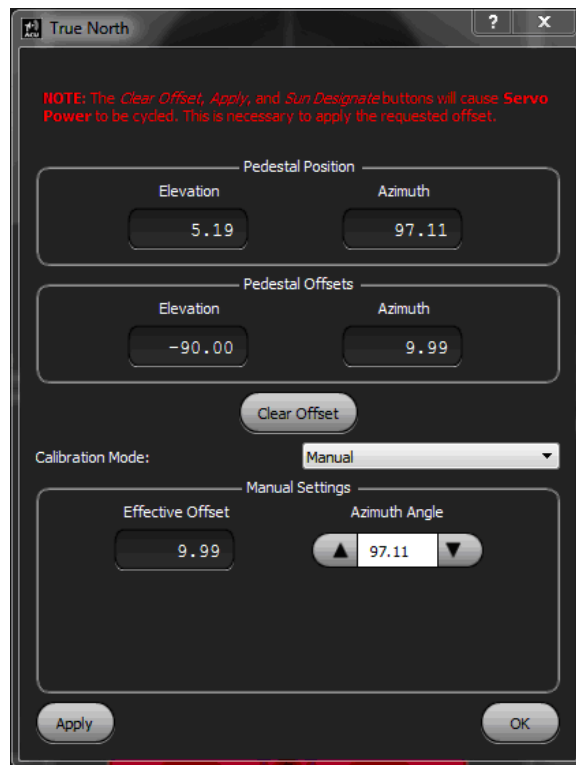 ACU True North ? X
NOTE: The Clear Offset, Apply, and Sun Designate buttons will cause Servo
Power to be cycled. This is necessary to apply the requested offset.
Pedestal Position
Elevation Azimuth
5.19 97.11
Pedestal Offsets
Elevation Azimuth
-90.00 9.99
Clear Offset
Calibration Mode: Manual
Manual Settings
Effective Offset Azimuth Angle
9.99 97.11
Apply OK